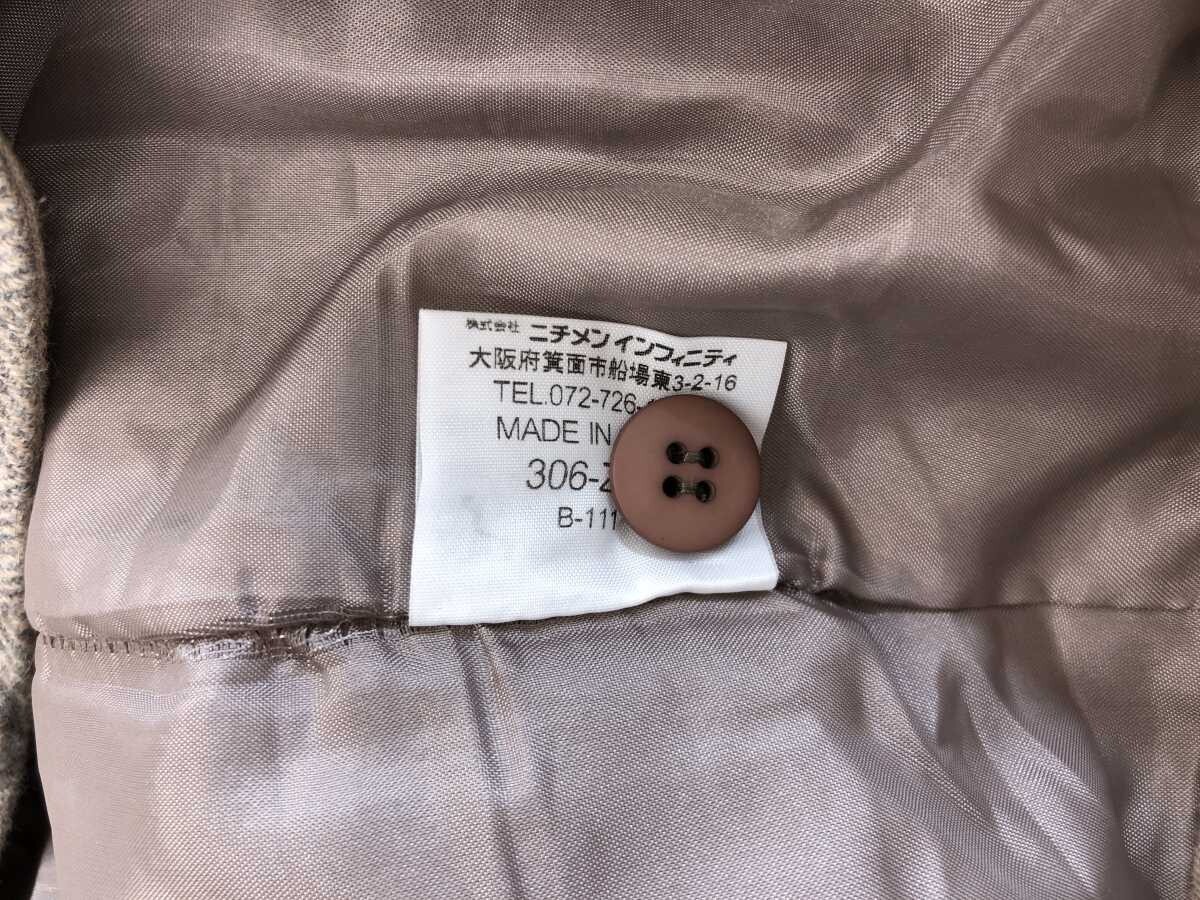 株式会社 ニチメン インフィニティ
大阪府箕面市船場東3-2-16
TEL.072-726-
MADE IN
306-
B-111